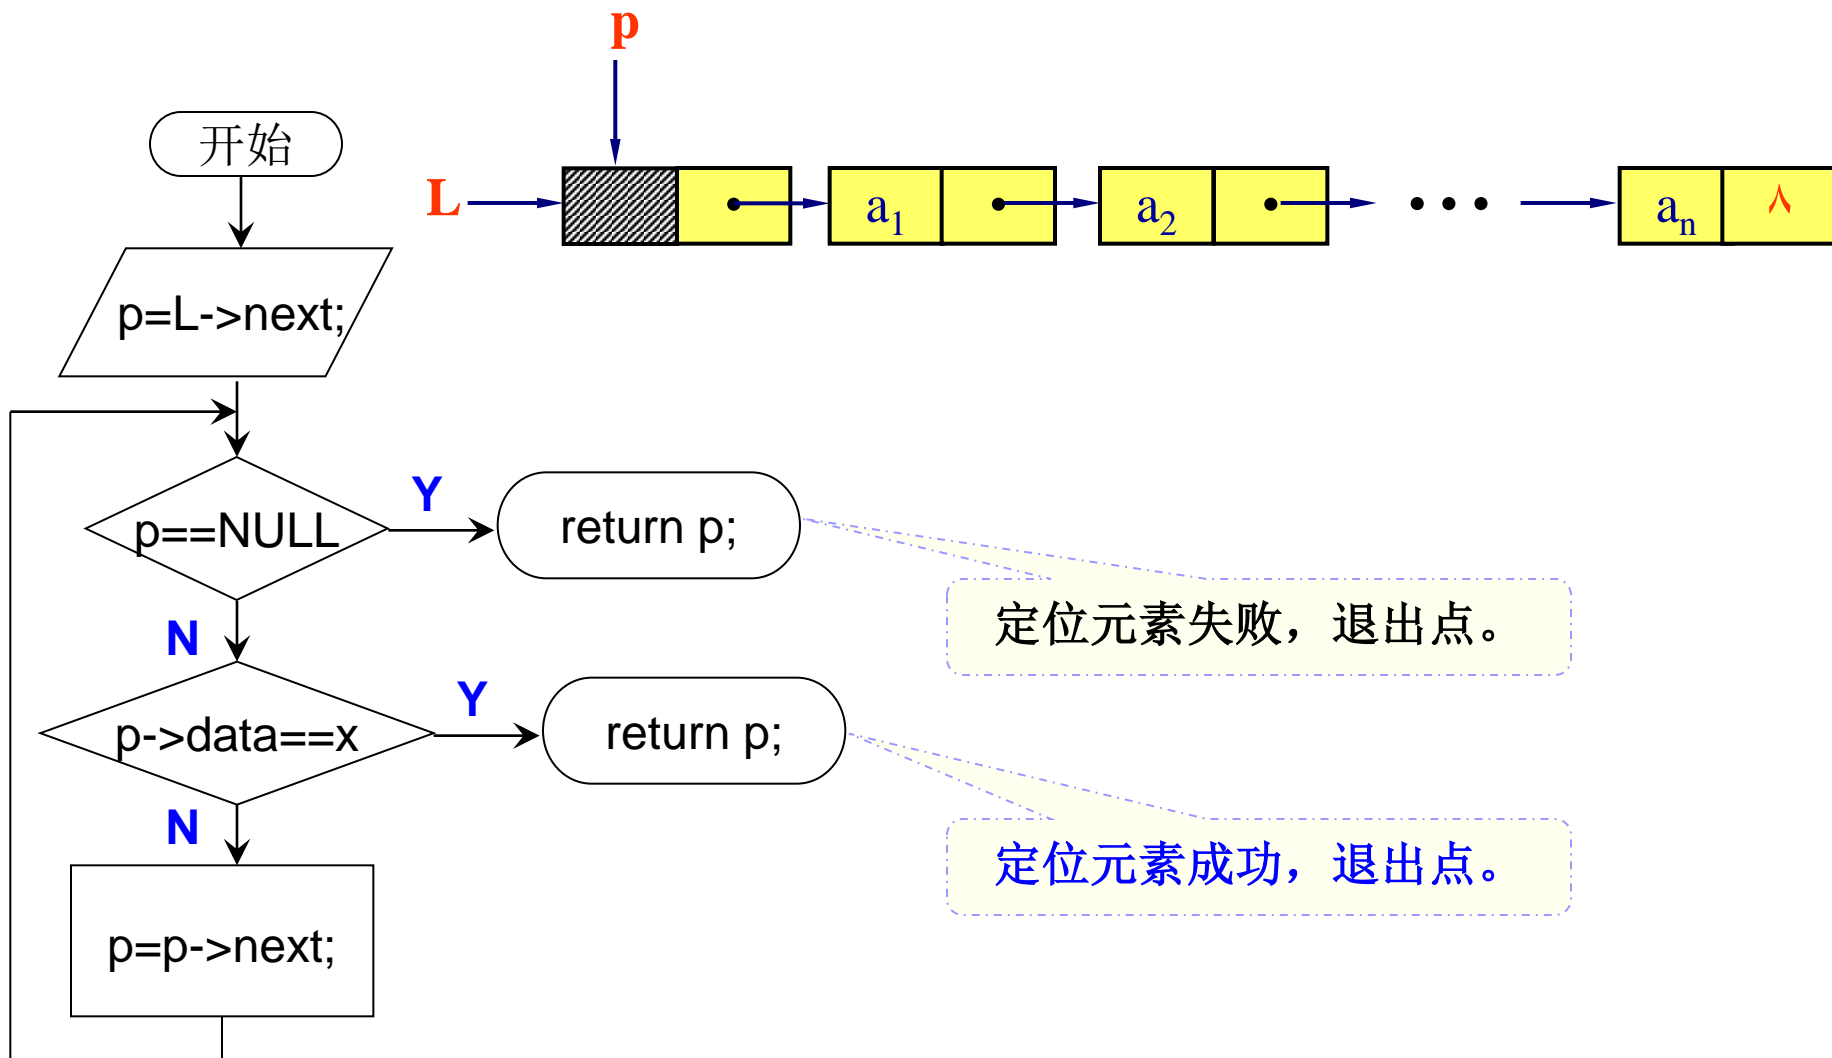 p
开始
L
a1
a2
•••
an
∧
p=L->next;
p==NULL
Y
return p;
定位元素失败，退出点。
N
p->data==x
Y
return p;
定位元素成功，退出点。
N
p=p->next;